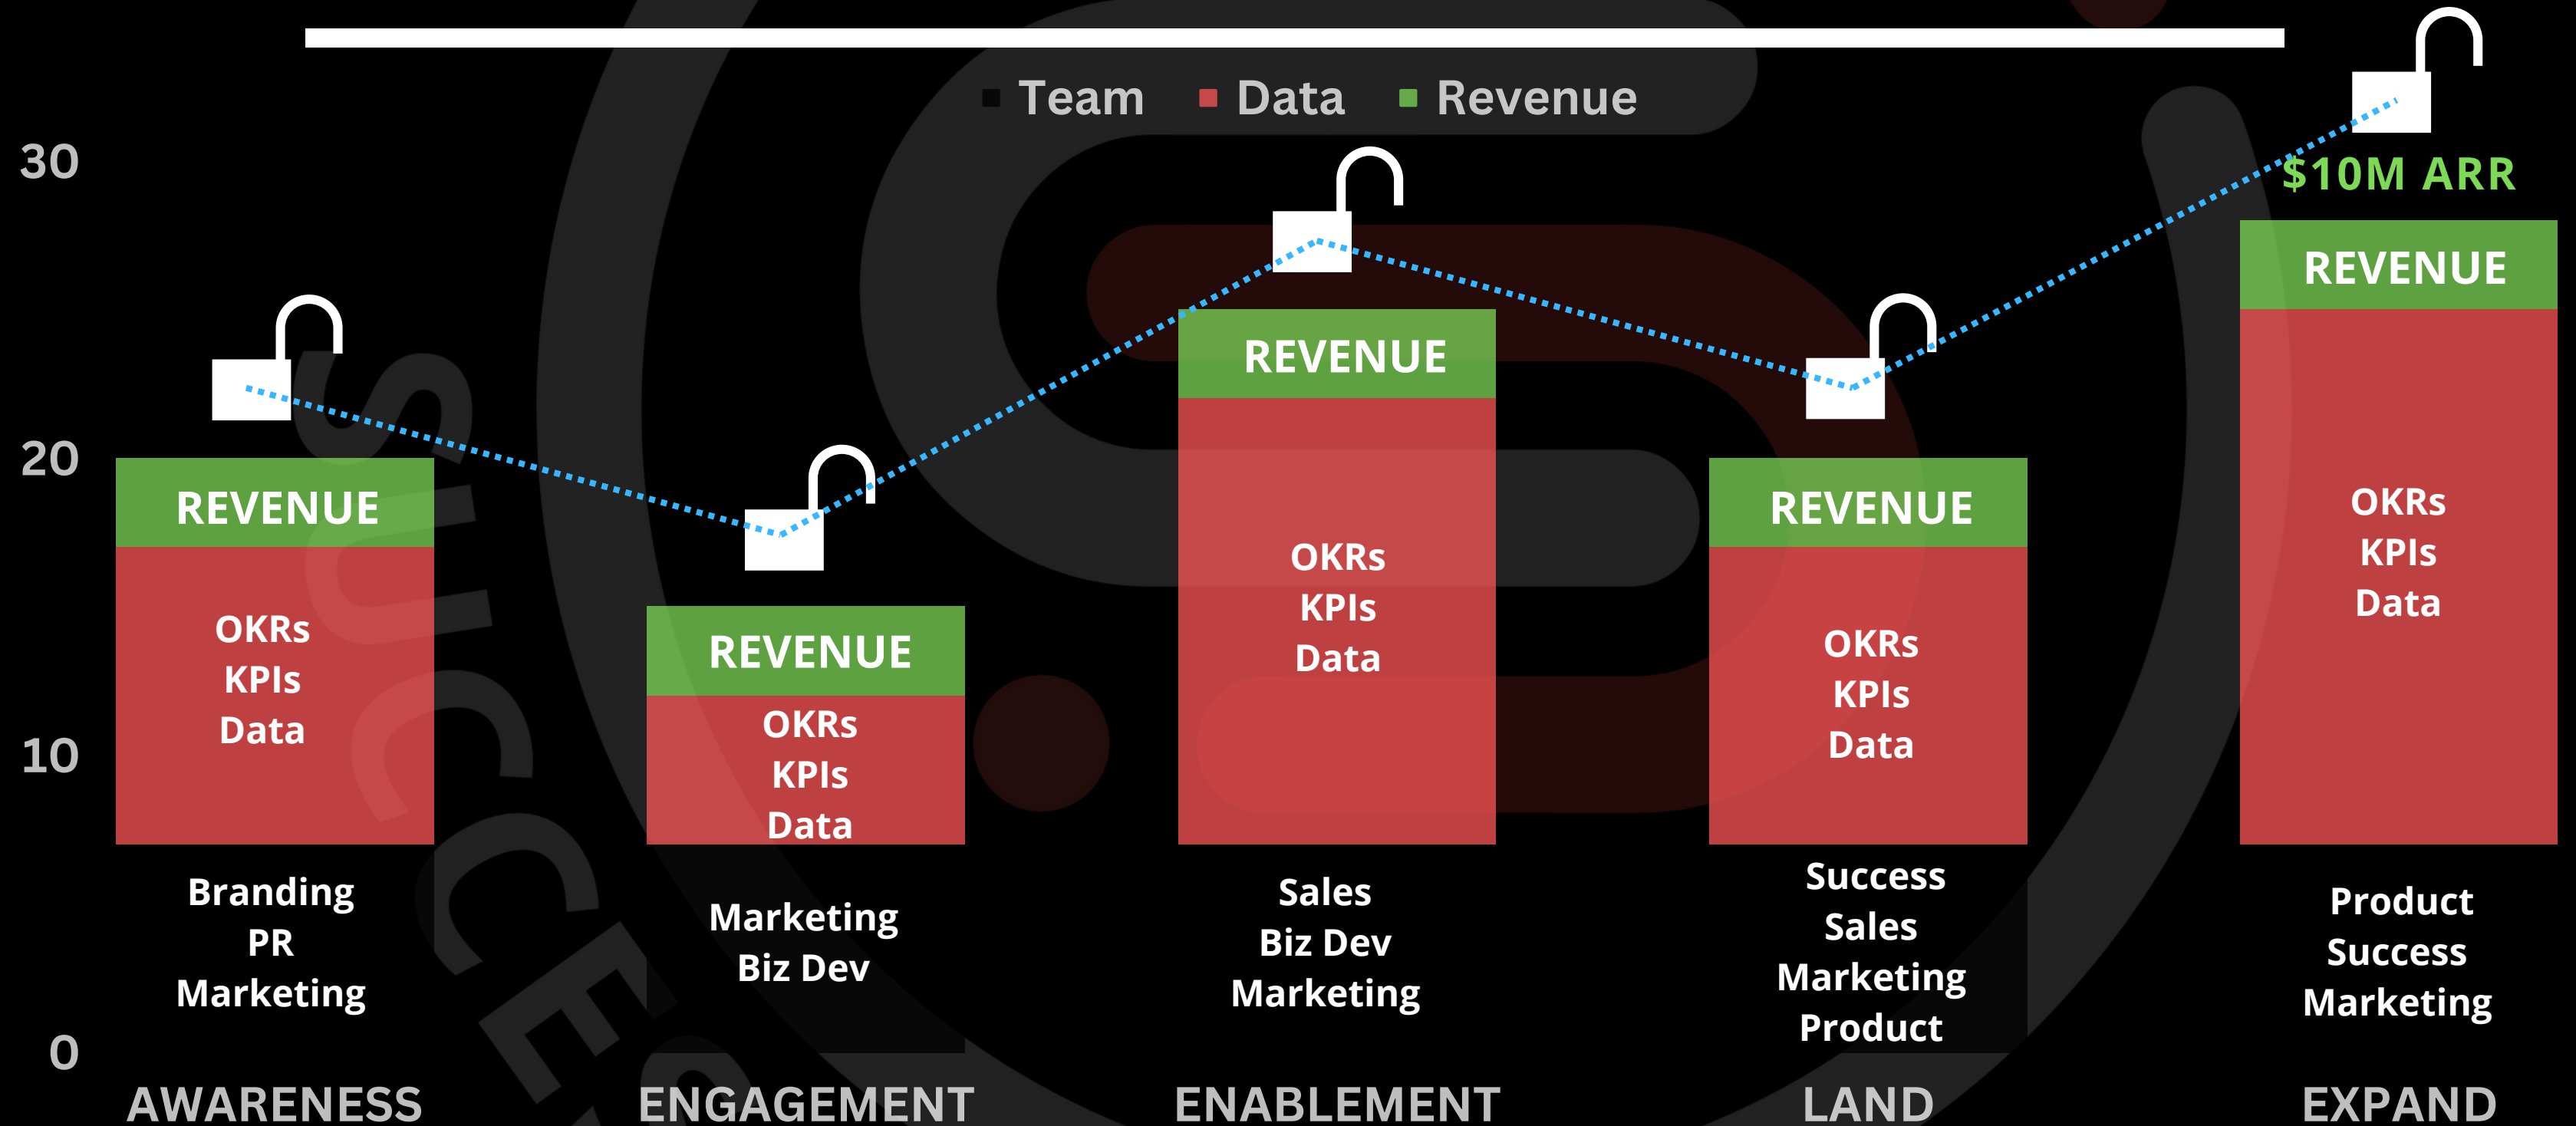 Team Data Revenue
30
20
10
0
$10M ARR
REVENUE
OKRs
KPIs
Data
Branding
PR
Marketing
AWARENESS
REVENUE
OKRs
KPIs
Data
Marketing
Biz Dev
ENGAGEMENT
REVENUE
OKRs
KPIs
Data
Sales
Biz Dev
Marketing
ENABLEMENT
REVENUE
OKRs
KPIs
Data
Success
Sales
Marketing
Product
LAND
REVENUE
OKRs
KPIs
Data
Product
Success
Marketing
EXPAND